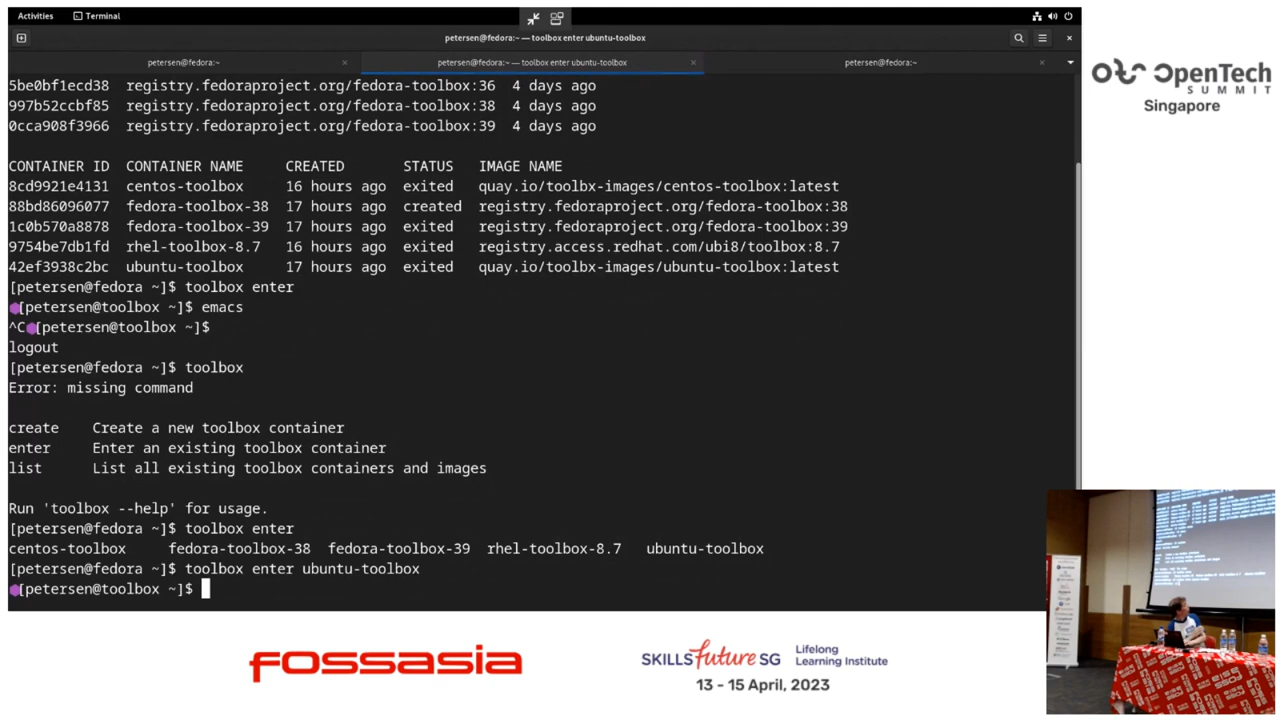 Activities
Terminal
petersen@fedora:~ — toolbox enter ubuntu-toolbox
petersen@fedora:~
petersen@fedora:~ — toolbox enter ubuntu-toolbox
petersen@fedora:~
5be0bf1ecd38  registry.fedoraproject.org/fedora-toolbox:36  4 days ago
997b52ccbf85  registry.fedoraproject.org/fedora-toolbox:38  4 days ago
0cca908f3966  registry.fedoraproject.org/fedora-toolbox:39  4 days ago
CONTAINER ID  CONTAINER NAME     CREATED       STATUS   IMAGE NAME
8cd9921e4131  centos-toolbox     16 hours ago  exited   quay.io/toolbx-images/centos-toolbox:latest
88bd86096077  fedora-toolbox-38  17 hours ago  created  registry.fedoraproject.org/fedora-toolbox:38
1c0b570a8878  fedora-toolbox-39  17 hours ago  exited   registry.fedoraproject.org/fedora-toolbox:39
9754be7db1fd  rhel-toolbox-8.7   16 hours ago  exited   registry.access.redhat.com/ubi8/toolbox:8.7
42ef3938c2bc  ubuntu-toolbox     17 hours ago  exited   quay.io/toolbx-images/ubuntu-toolbox:latest
[petersen@fedora ~]$ toolbox enter
[petersen@toolbox ~]$ emacs
^C[petersen@toolbox ~]$
logout
[petersen@fedora ~]$ toolbox
Error: missing command
create    Create a new toolbox container
enter     Enter an existing toolbox container
list      List all existing toolbox containers and images
Run 'toolbox --help' for usage.
[petersen@fedora ~]$ toolbox enter
centos-toolbox     fedora-toolbox-38  fedora-toolbox-39  rhel-toolbox-8.7   ubuntu-toolbox
[petersen@fedora ~]$ toolbox enter ubuntu-toolbox
[petersen@toolbox ~]$
OpenTech
SUMMIT
Singapore
FOSSASIA
SKILLSfuture SG
Lifelong
Learning Institute
13 - 15 April, 2023